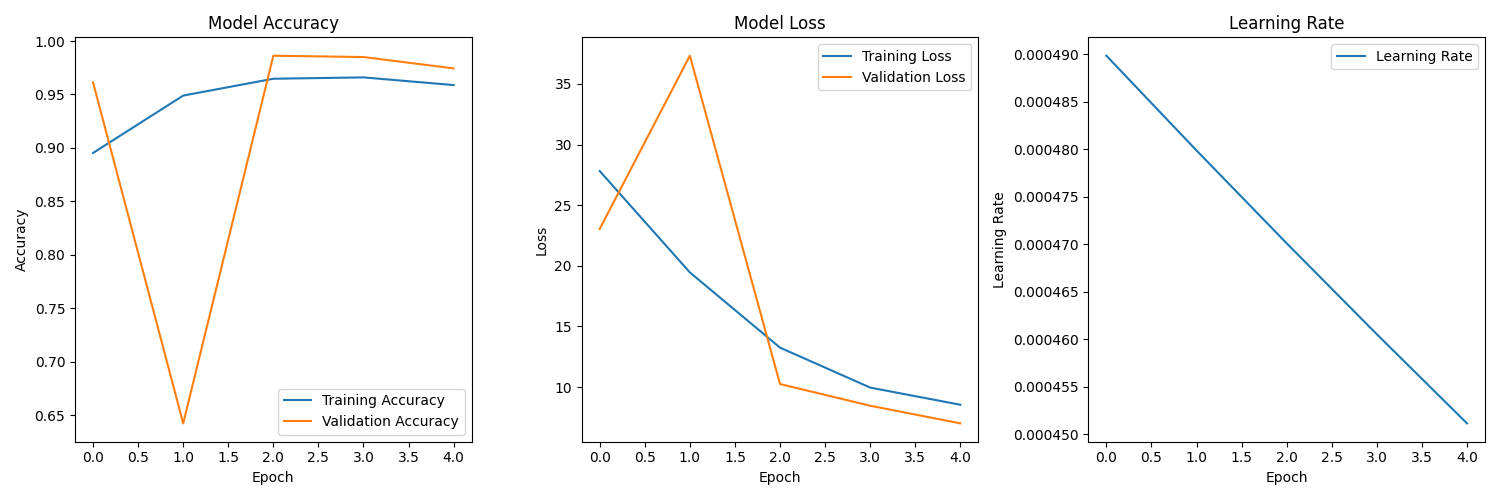 Model Accuracy
1.00
0.95
0.90
0.85
0.80
0.75
0.70
0.65
Accuracy
Training Accuracy
Validation Accuracy
0.0 0.5 1.0 1.5 2.0 2.5 3.0 3.5 4.0
Epoch
Model Loss
Training Loss
Validation Loss
35
30
25
20
15
10
Loss
0.0 0.5 1.0 1.5 2.0 2.5 3.0 3.5 4.0
Epoch
Learning Rate
Learning Rate
0.000490
0.000485
0.000480
0.000475
0.000470
0.000465
0.000460
0.000455
0.000450
Learning Rate
0.0 0.5 1.0 1.5 2.0 2.5 3.0 3.5 4.0
Epoch